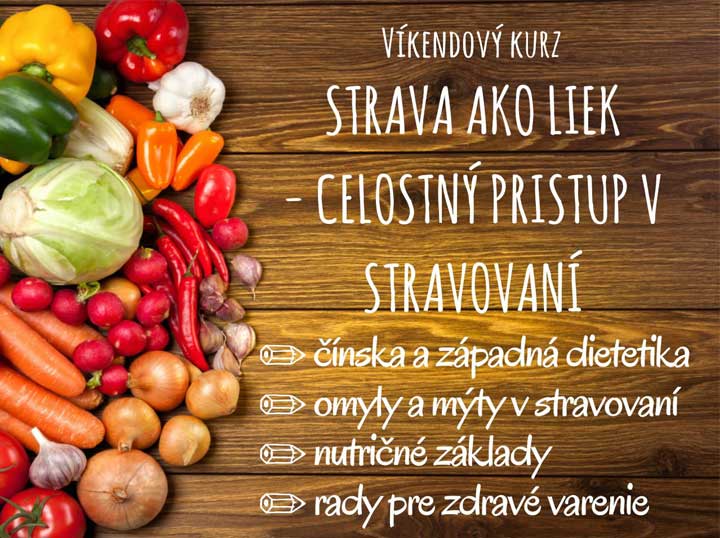 Víkendový kurz
STRAVA AKO LIEK
- CELOSTNÝ PRISTUP V
STRAVOVANÍ
čínska a západná dietetika
omyly a mýty v stravovaní
nutričné základy
rady pre zdravé varenie